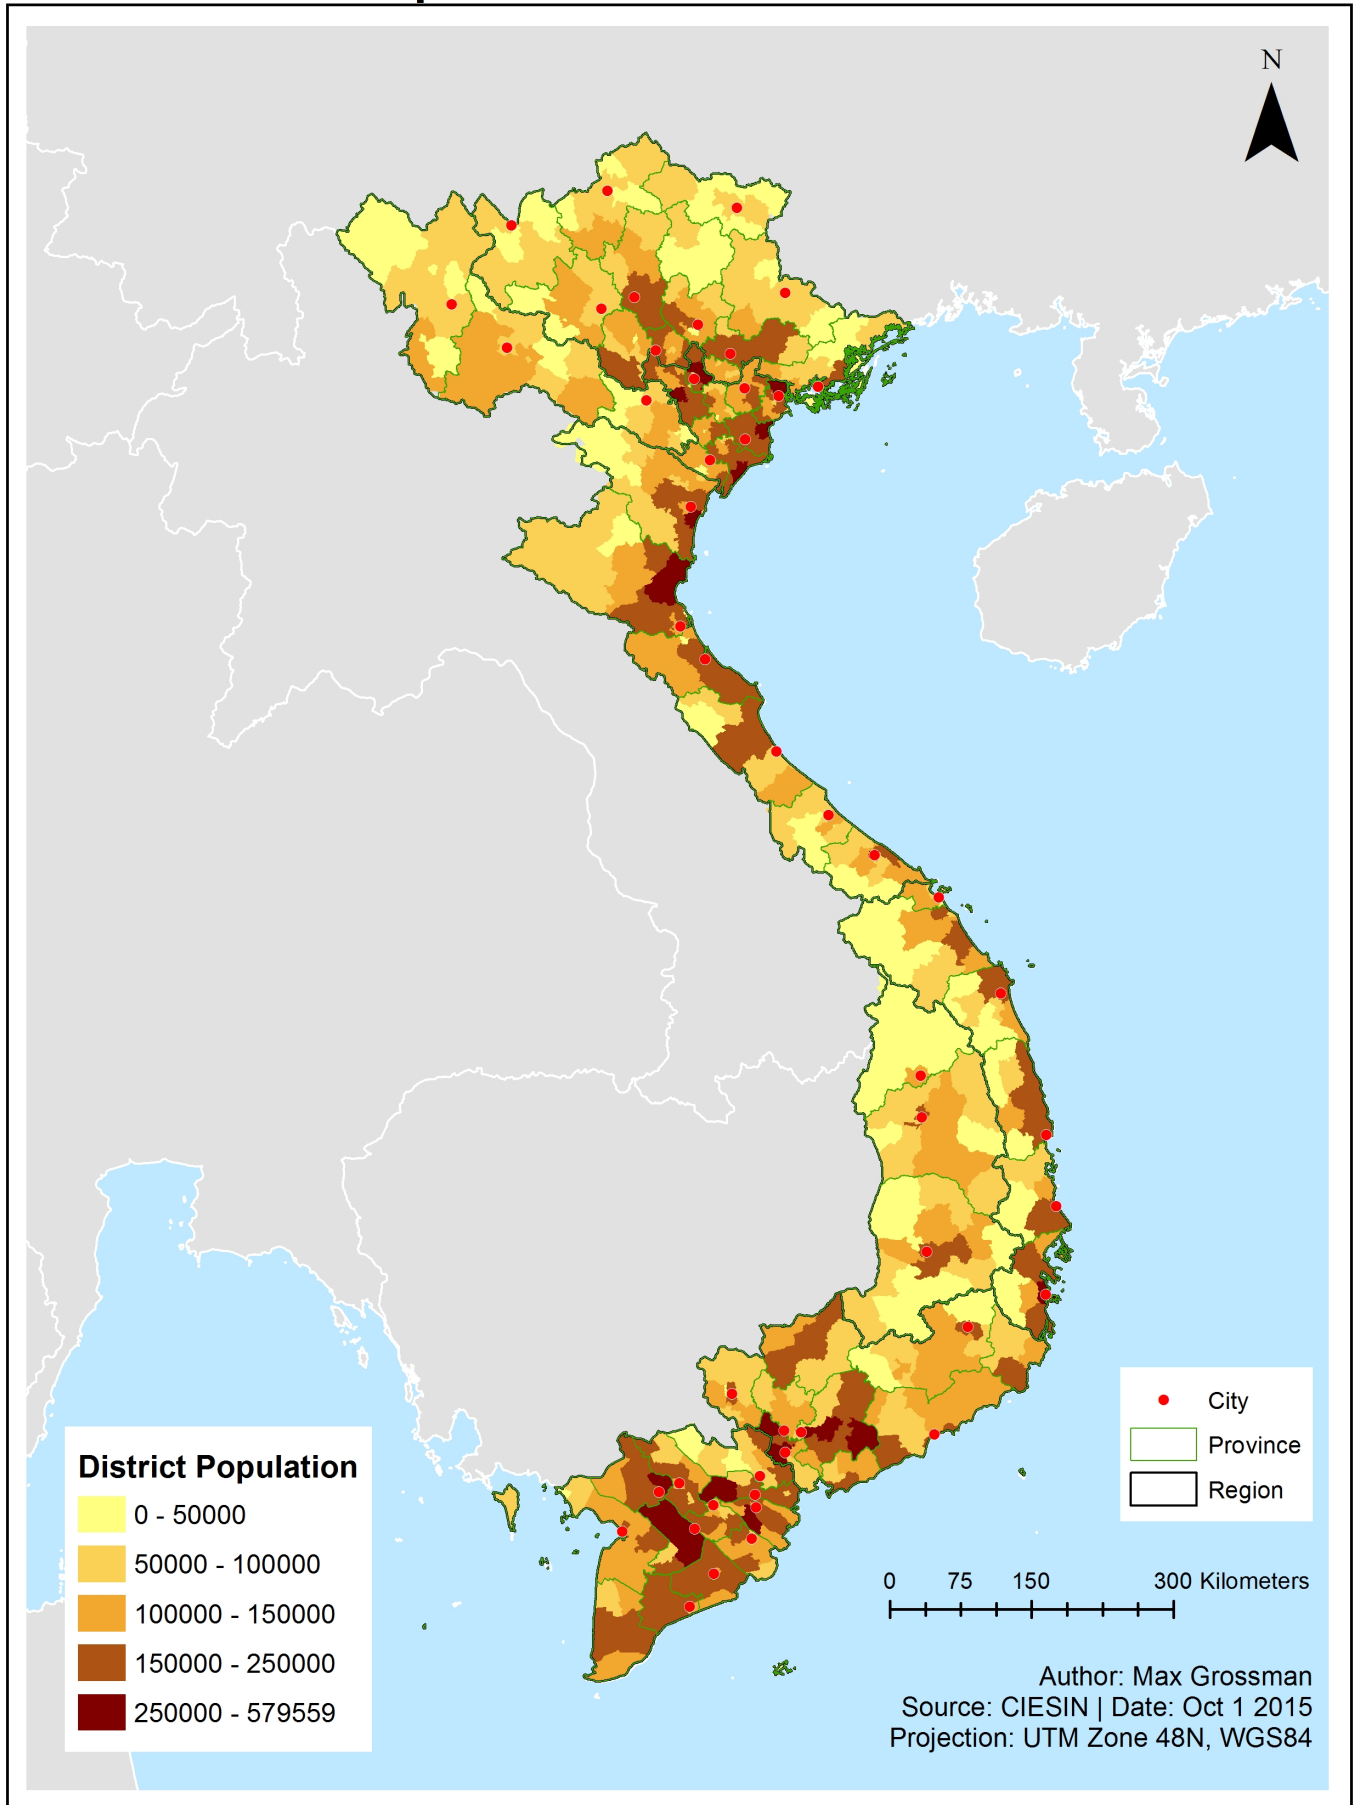 N
City
Province
Region
District Population
0 - 50000
50000 - 100000
100000 - 150000
150000 - 250000
250000 - 579559
0 75 150 300 Kilometers
Author: Max Grossman
Source: CIESIN | Date: Oct 1 2015
Projection: UTM Zone 48N, WGS84